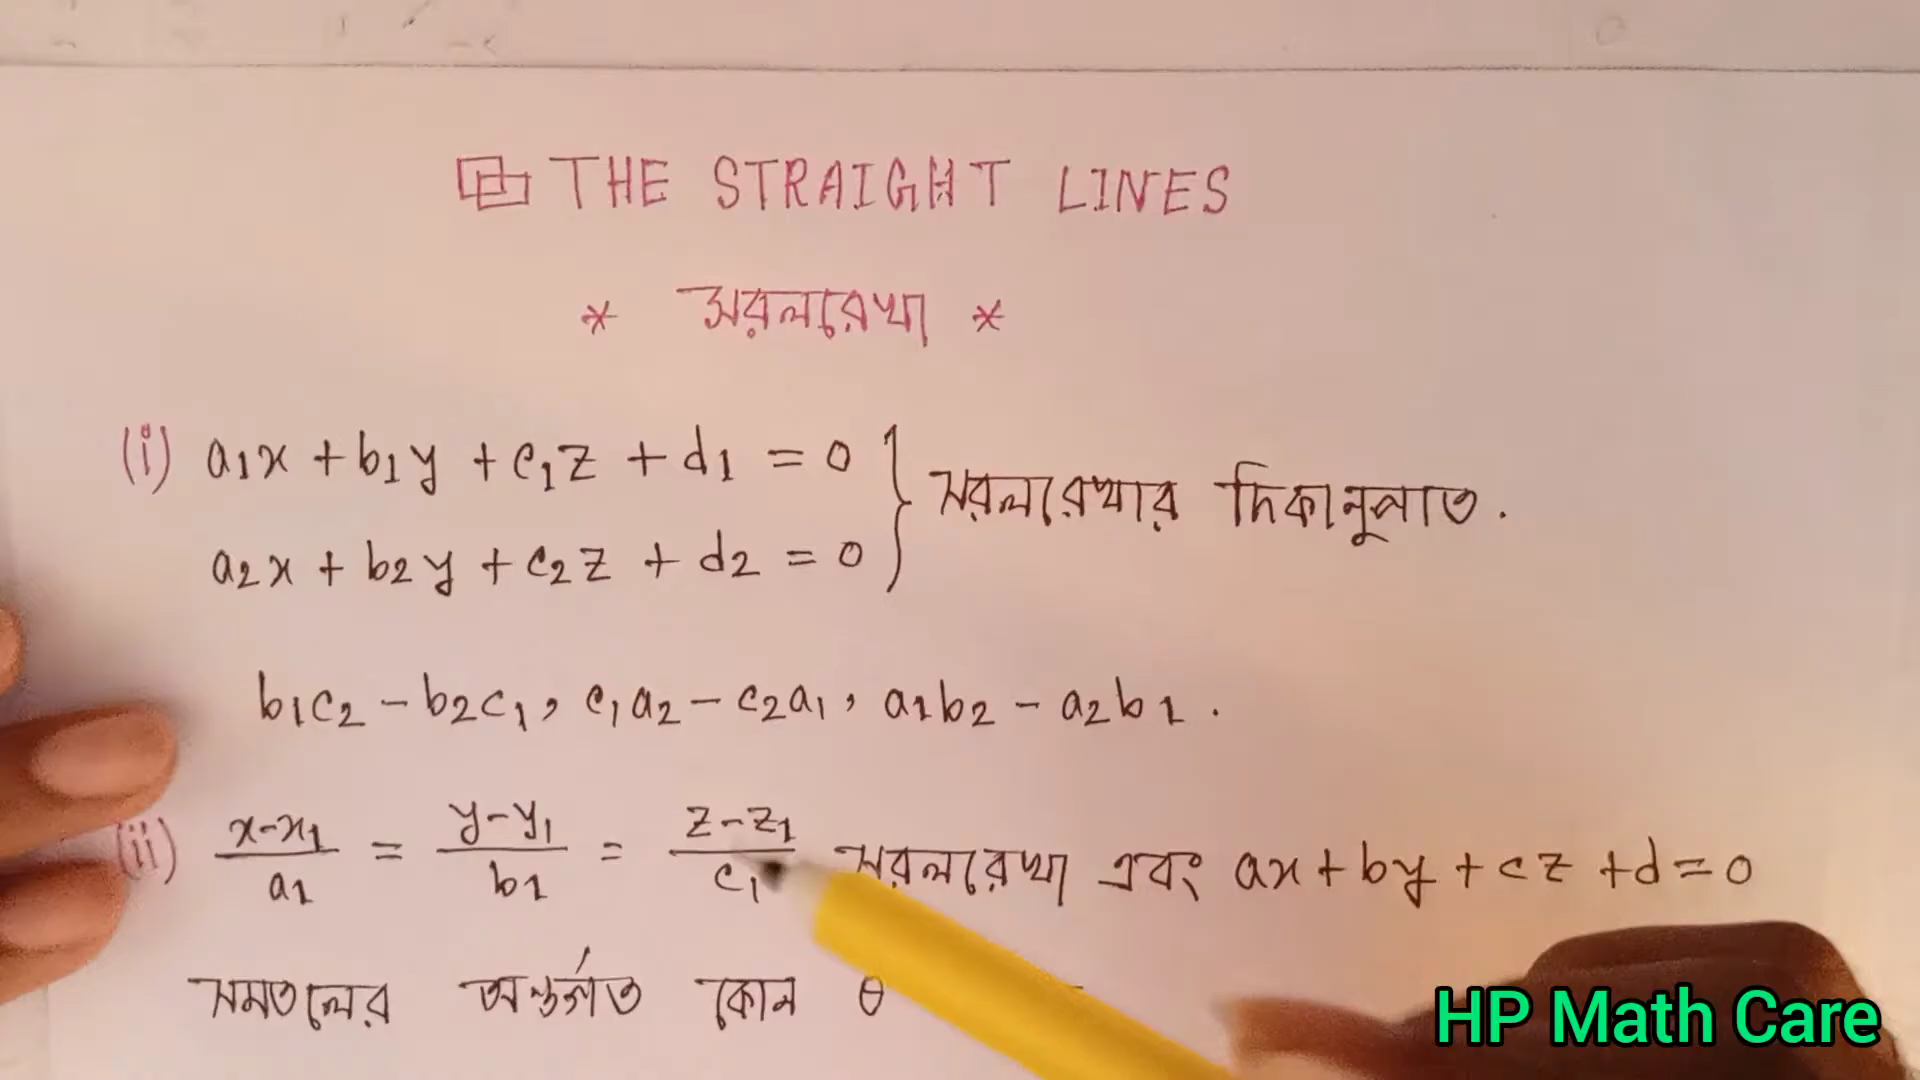 THE STRAIGHT LINES
* সরলরেখা *
(i) a1x + b1y + c1z + d1 = 0 } সরলরেখার দিকানুপাত.
a2x + b2y + c2z + d2 = 0
b1c2 - b2c1, c1a2 - c2a1, a1b2 - a2b1.
(ii) x-x1/a1 = y-y1/b1 = z-z1/c1 সরলরেখা এবং ax + by + cz + d = 0
সমতলের অন্তর্গত কোন θ
HP Math Care